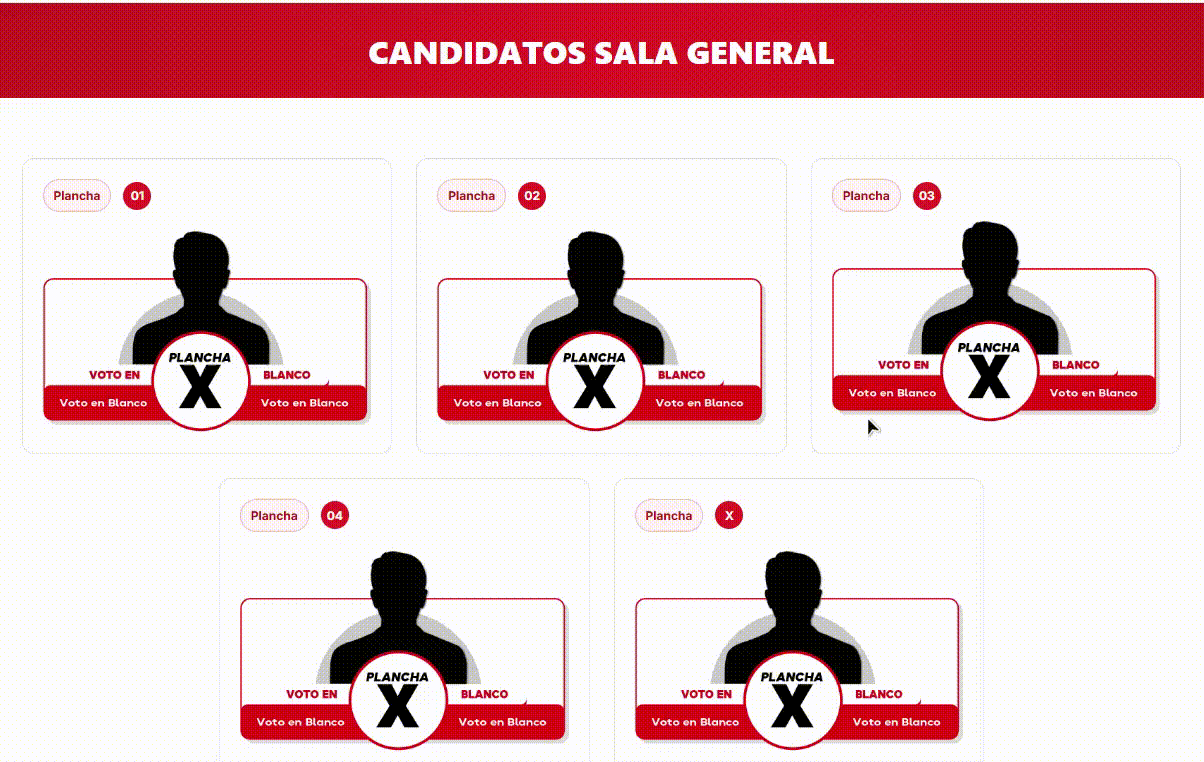 CANDIDATOS SALA GENERAL
Plancha 01
PLANCHA
X
VOTO EN BLANCO
Voto en Blanco Voto en Blanco
Plancha 02
PLANCHA
X
VOTO EN BLANCO
Voto en Blanco Voto en Blanco
Plancha 03
PLANCHA
X
VOTO EN BLANCO
Voto en Blanco Voto en Blanco
Plancha 04
PLANCHA
X
VOTO EN BLANCO
Voto en Blanco Voto en Blanco
Plancha X
PLANCHA
X
VOTO EN BLANCO
Voto en Blanco Voto en Blanco